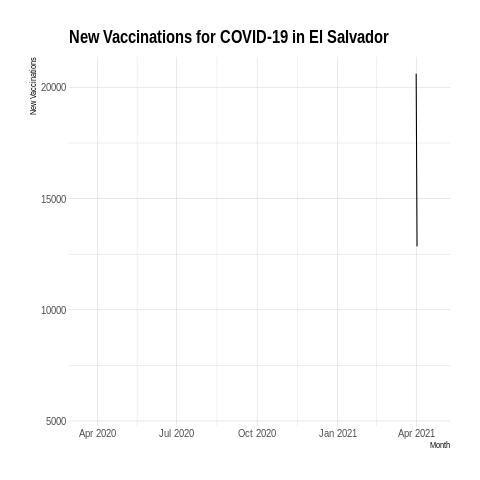 New Vaccinations for COVID-19 in El Salvador
New Vaccinations
20000
15000
10000
5000
Apr 2020 Jul 2020 Oct 2020 Jan 2021 Apr 2021
Month